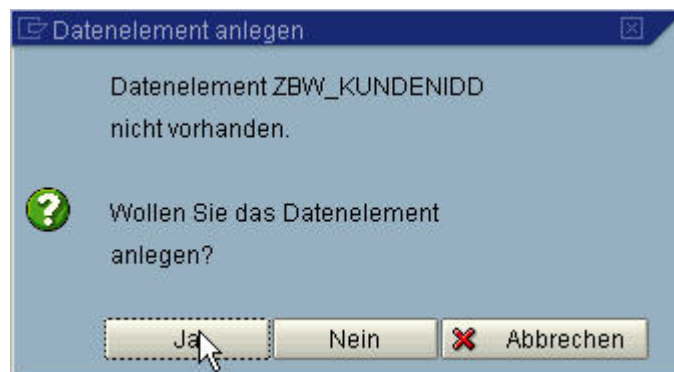 Datenelement anlegen
Datenelement ZBW_KUNDENIDD
nicht vorhanden.
Wollen Sie das Datenelement
anlegen?
Ja Nein Abbrechen